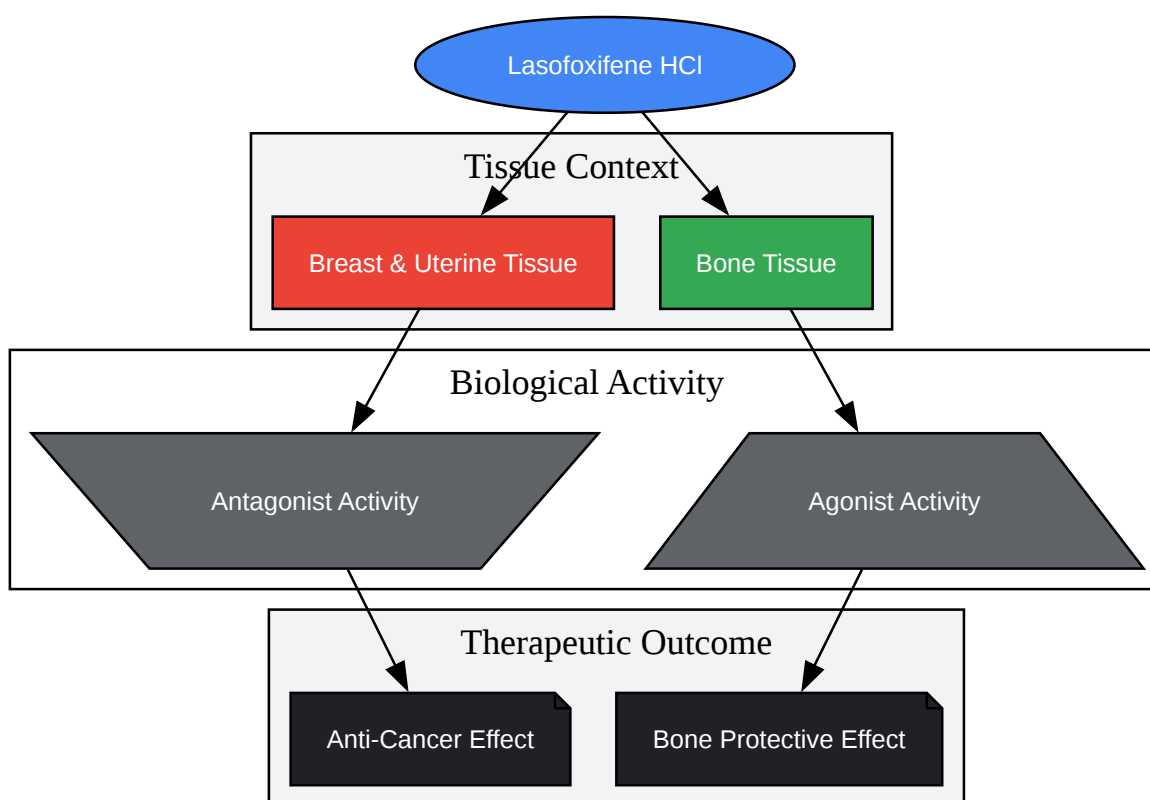 Lasofoxifene HCl
Tissue Context
Breast & Uterine Tissue
Bone Tissue
Biological Activity
Antagonist Activity
Agonist Activity
Therapeutic Outcome
Anti-Cancer Effect
Bone Protective Effect